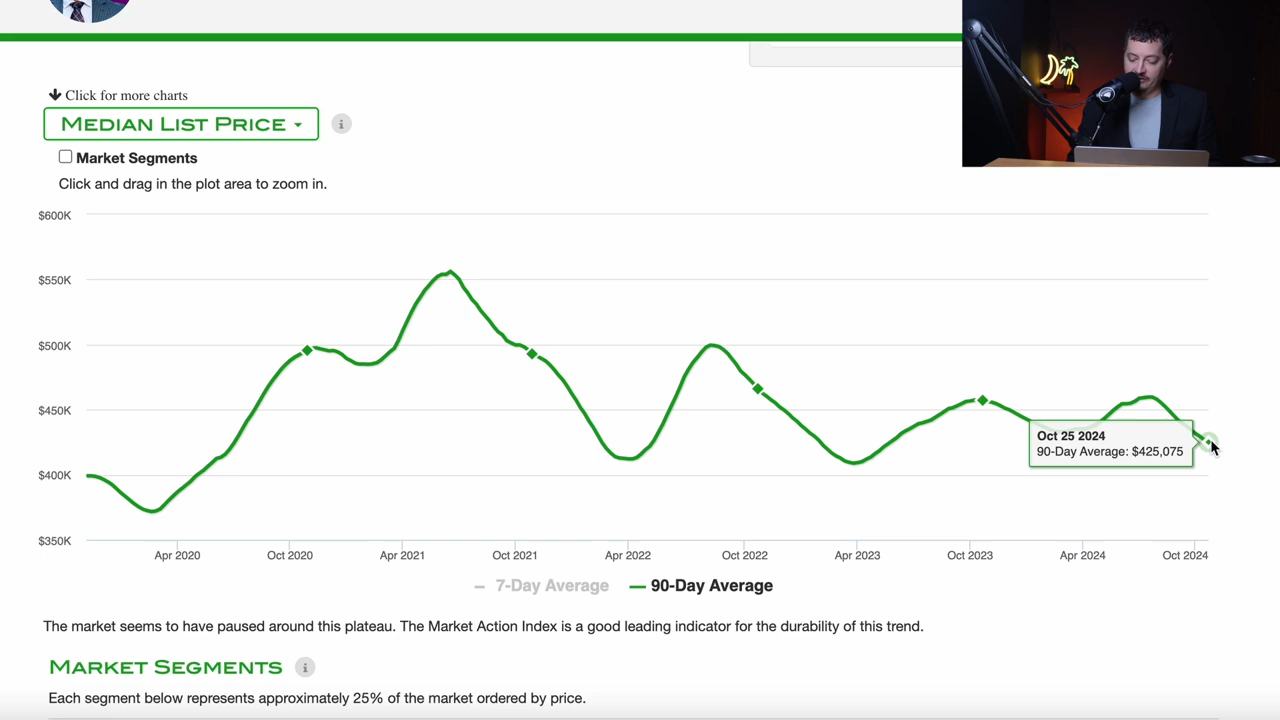 Click for more charts
MEDIAN LIST PRICE
i
Market Segments
Click and drag in the plot area to zoom in.
$600K
$550K
$500K
$450K
$400K
$350K
Oct 25 2024
90-Day Average: $425,075
Apr 2020
Oct 2020
Apr 2021
Oct 2021
Apr 2022
Oct 2022
Apr 2023
Oct 2023
Apr 2024
Oct 2024
7-Day Average
90-Day Average
The market seems to have paused around this plateau. The Market Action Index is a good leading indicator for the durability of this trend.
MARKET SEGMENTS
i
Each segment below represents approximately 25% of the market ordered by price.